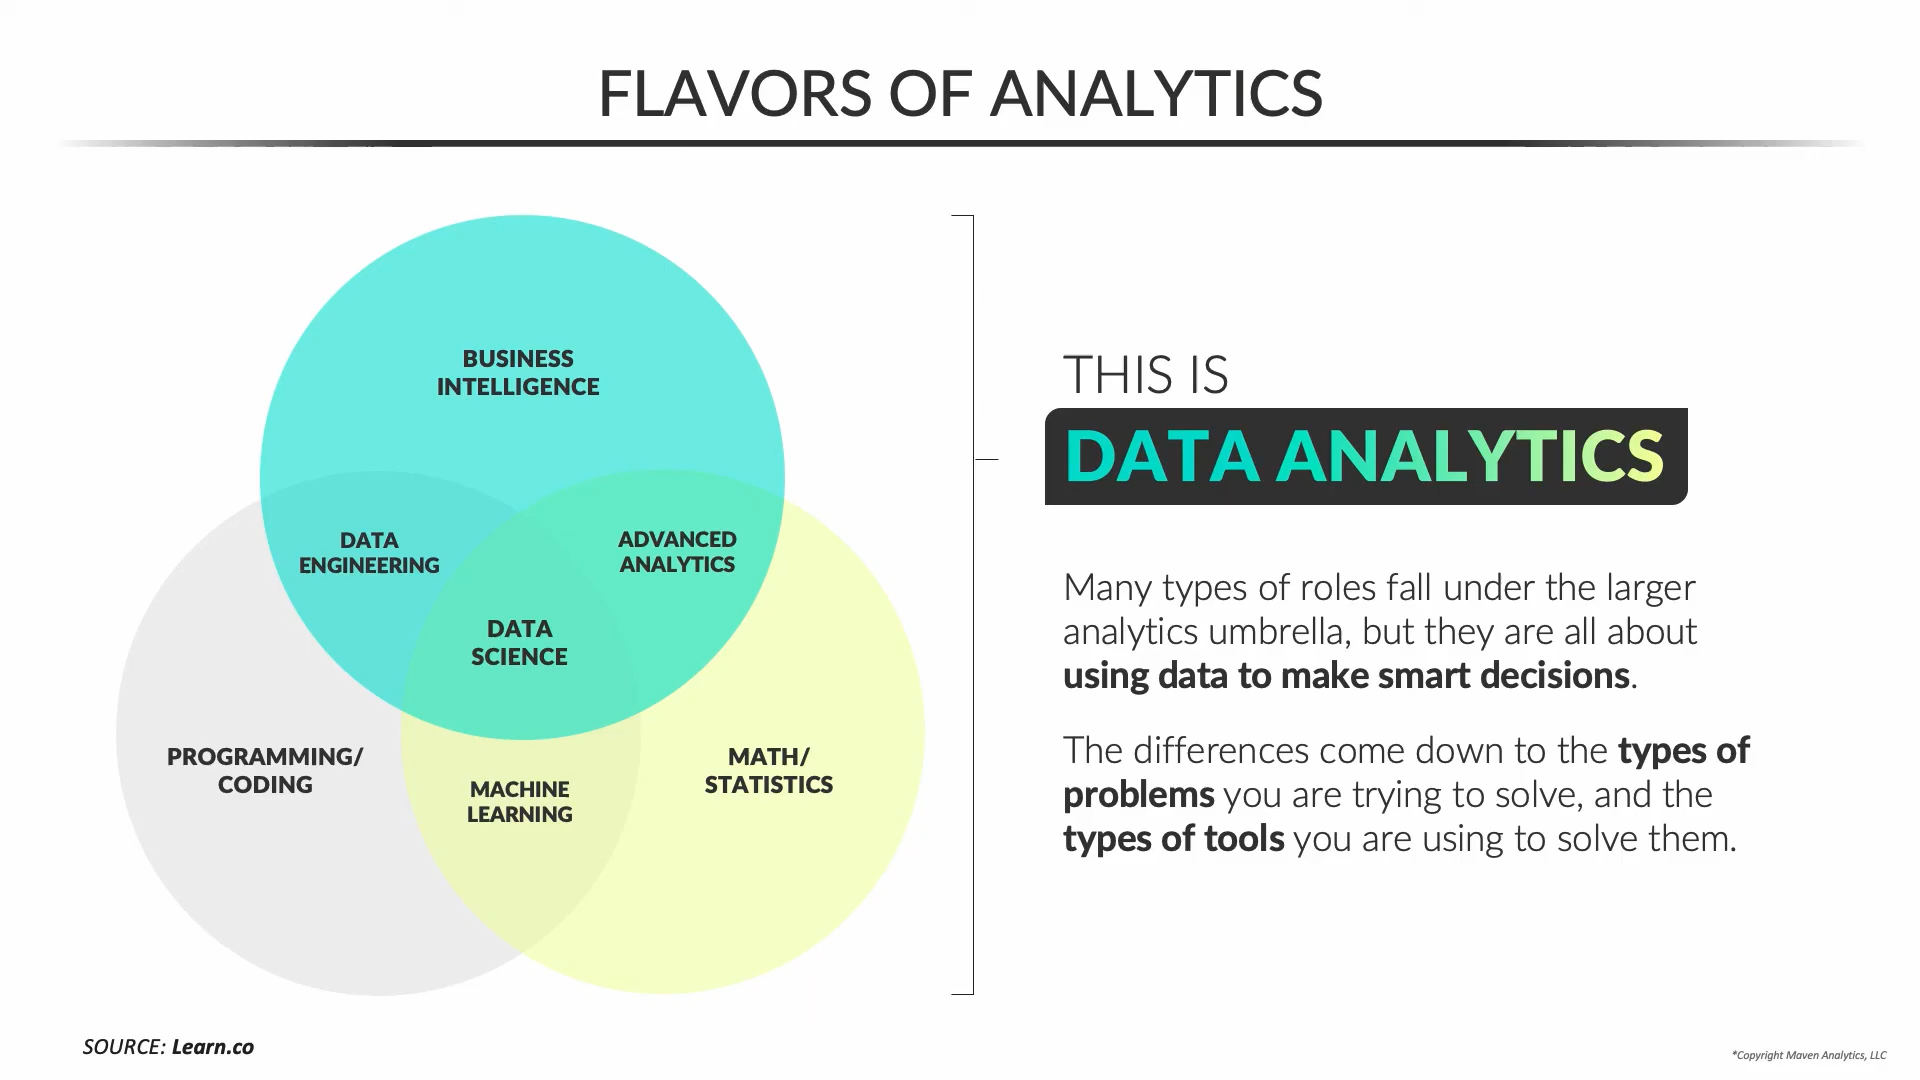 FLAVORS OF ANALYTICS
BUSINESS
INTELLIGENCE
DATA
ENGINEERING
ADVANCED
ANALYTICS
DATA
SCIENCE
PROGRAMMING/
CODING
MACHINE
LEARNING
MATH/
STATISTICS
THIS IS
DATA ANALYTICS
Many types of roles fall under the larger
analytics umbrella, but they are all about
using data to make smart decisions.
The differences come down to the types of
problems you are trying to solve, and the
types of tools you are using to solve them.
SOURCE: Learn.co
*Copyright Maven Analytics, LLC